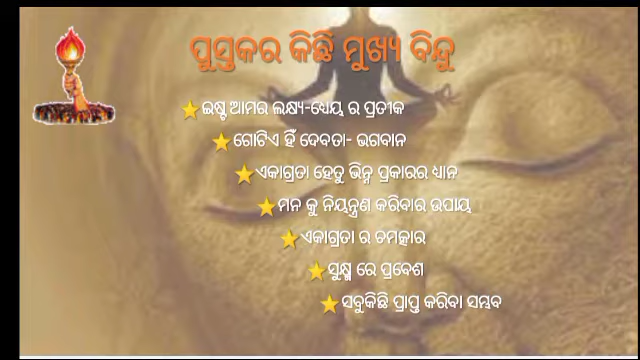 ପୁସ୍ତକର କିଛି ମୁଖ୍ୟ ବିନ୍ଦୁ
ଇଷ୍ଟ ଆମର ଲକ୍ଷ୍ୟ-ଧ୍ୟେୟ ର ପ୍ରତୀକ
ଗୋଟିଏ ହିଁ ଦେବତା- ଭଗବାନ
ଏକାଗ୍ରତା ହେତୁ ଭିନ୍ନ ପ୍ରକାରର ଧ୍ୟାନ
ମନ କୁ ନିୟନ୍ତ୍ରଣ କରିବାର ଉପାୟ
ଏକାଗ୍ରତା ର ଚମତ୍କାର
ସୁକ୍ଷ୍ମ ରେ ପ୍ରବେଶ
ସବୁକିଛି ପ୍ରାପ୍ତ କରିବା ସମ୍ଭବ